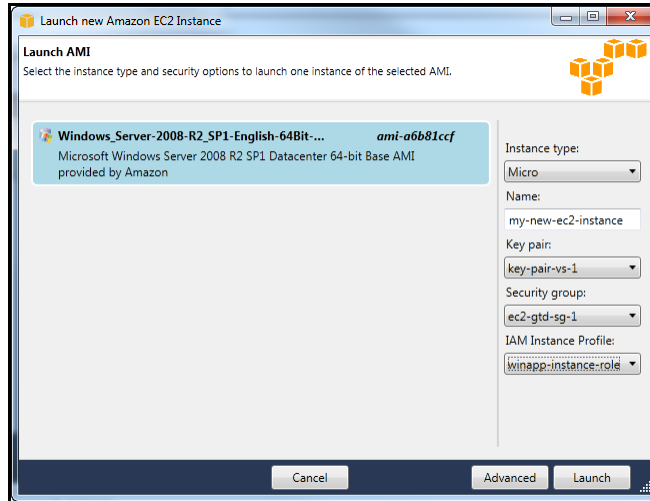 Launch new Amazon EC2 Instance
Launch AMI
Select the instance type and security options to launch one instance of the selected AMI.
Windows_Server-2008-R2_SP1-English-64Bit-... ami-a6b81ccf
Microsoft Windows Server 2008 R2 SP1 Datacenter 64-bit Base AMI
provided by Amazon
Instance type:
Micro
Name:
my-new-ec2-instance
Key pair:
key-pair-vs-1
Security group:
ec2-gtd-sg-1
IAM Instance Profile:
winapp-instance-role
Cancel
Advanced
Launch